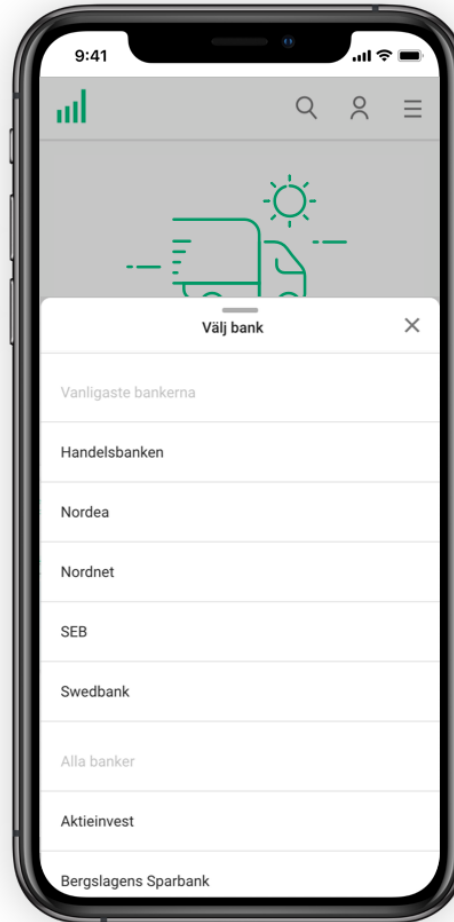 9:41
Välj bank
Vanligaste bankerna
Handelsbanken
Nordea
Nordnet
SEB
Swedbank
Alla banker
Aktieinvest
Bergslagens Sparbank